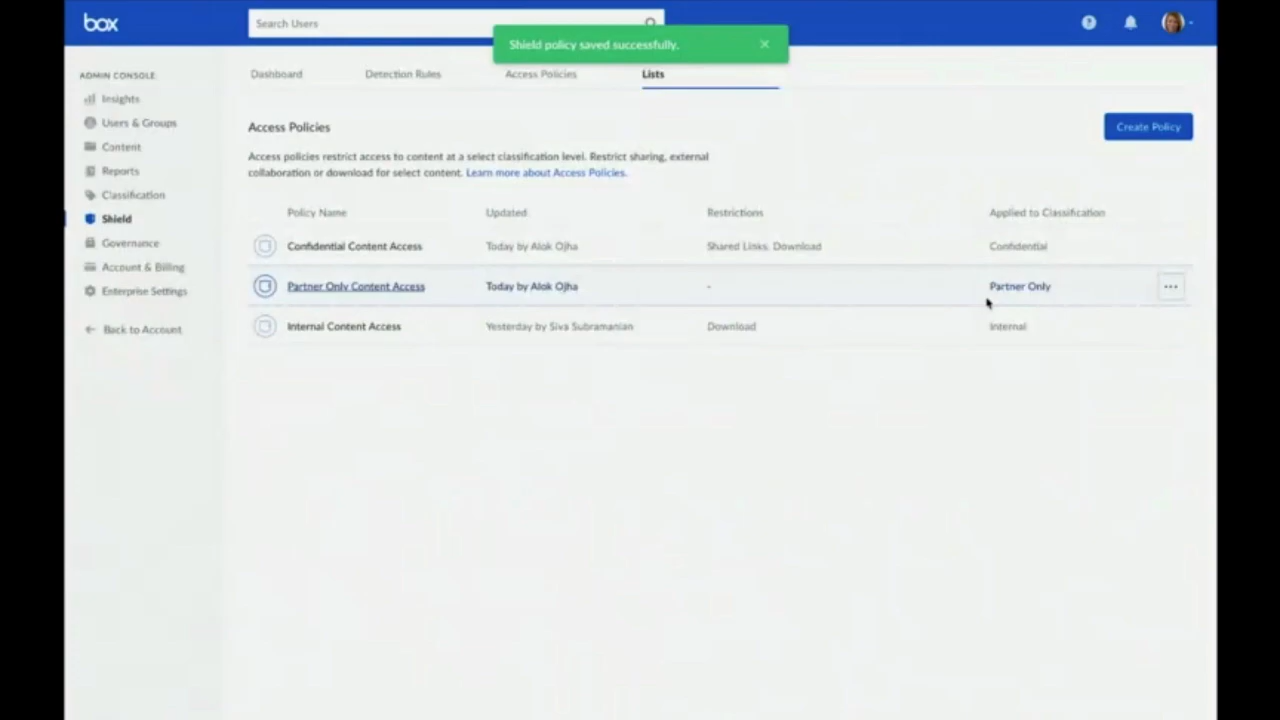 box
Search Users
Shield policy saved successfully.
ADMIN CONSOLE
Insights
Users & Groups
Content
Reports
Classification
Shield
Governance
Account & Billing
Enterprise Settings
Back to Account
Dashboard Detection Rules Access Policies Lists
Access Policies
Create Policy
Access policies restrict access to content at a select classification level. Restrict sharing, external
collaboration or download for select content. Learn more about Access Policies.
Policy Name Updated Restrictions Applied to Classification
Confidential Content Access Today by Alok Ojha Shared Links, Download Confidential
Partner Only Content Access Today by Alok Ojha - Partner Only
Internal Content Access Yesterday by Siva Subramanian Download Internal